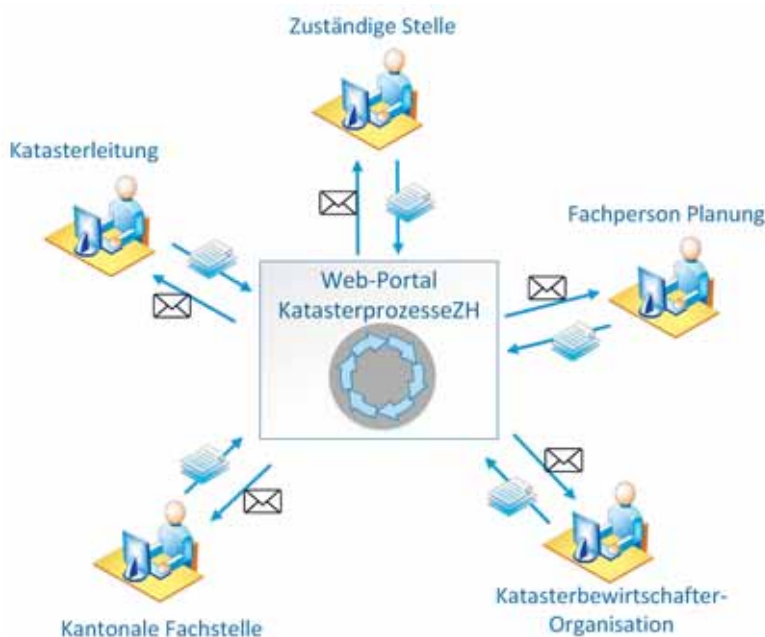 Zuständige Stelle
Katasterleitung
Fachperson Planung
Web-Portal
KatasterprozesseZH
Kantonale Fachstelle
Katasterbewirtschafter-
Organisation